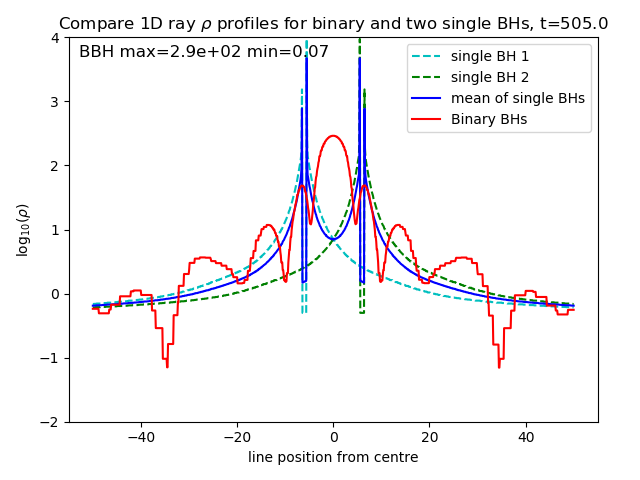 Compare 1D ray ρ profiles for binary and two single BHs, t=505.0
BBH max=2.9e+02 min=0.07
single BH 1
single BH 2
mean of single BHs
Binary BHs
log₁₀(ρ)
4
3
2
1
0
−1
−2
−40
−20
0
20
40
line position from centre